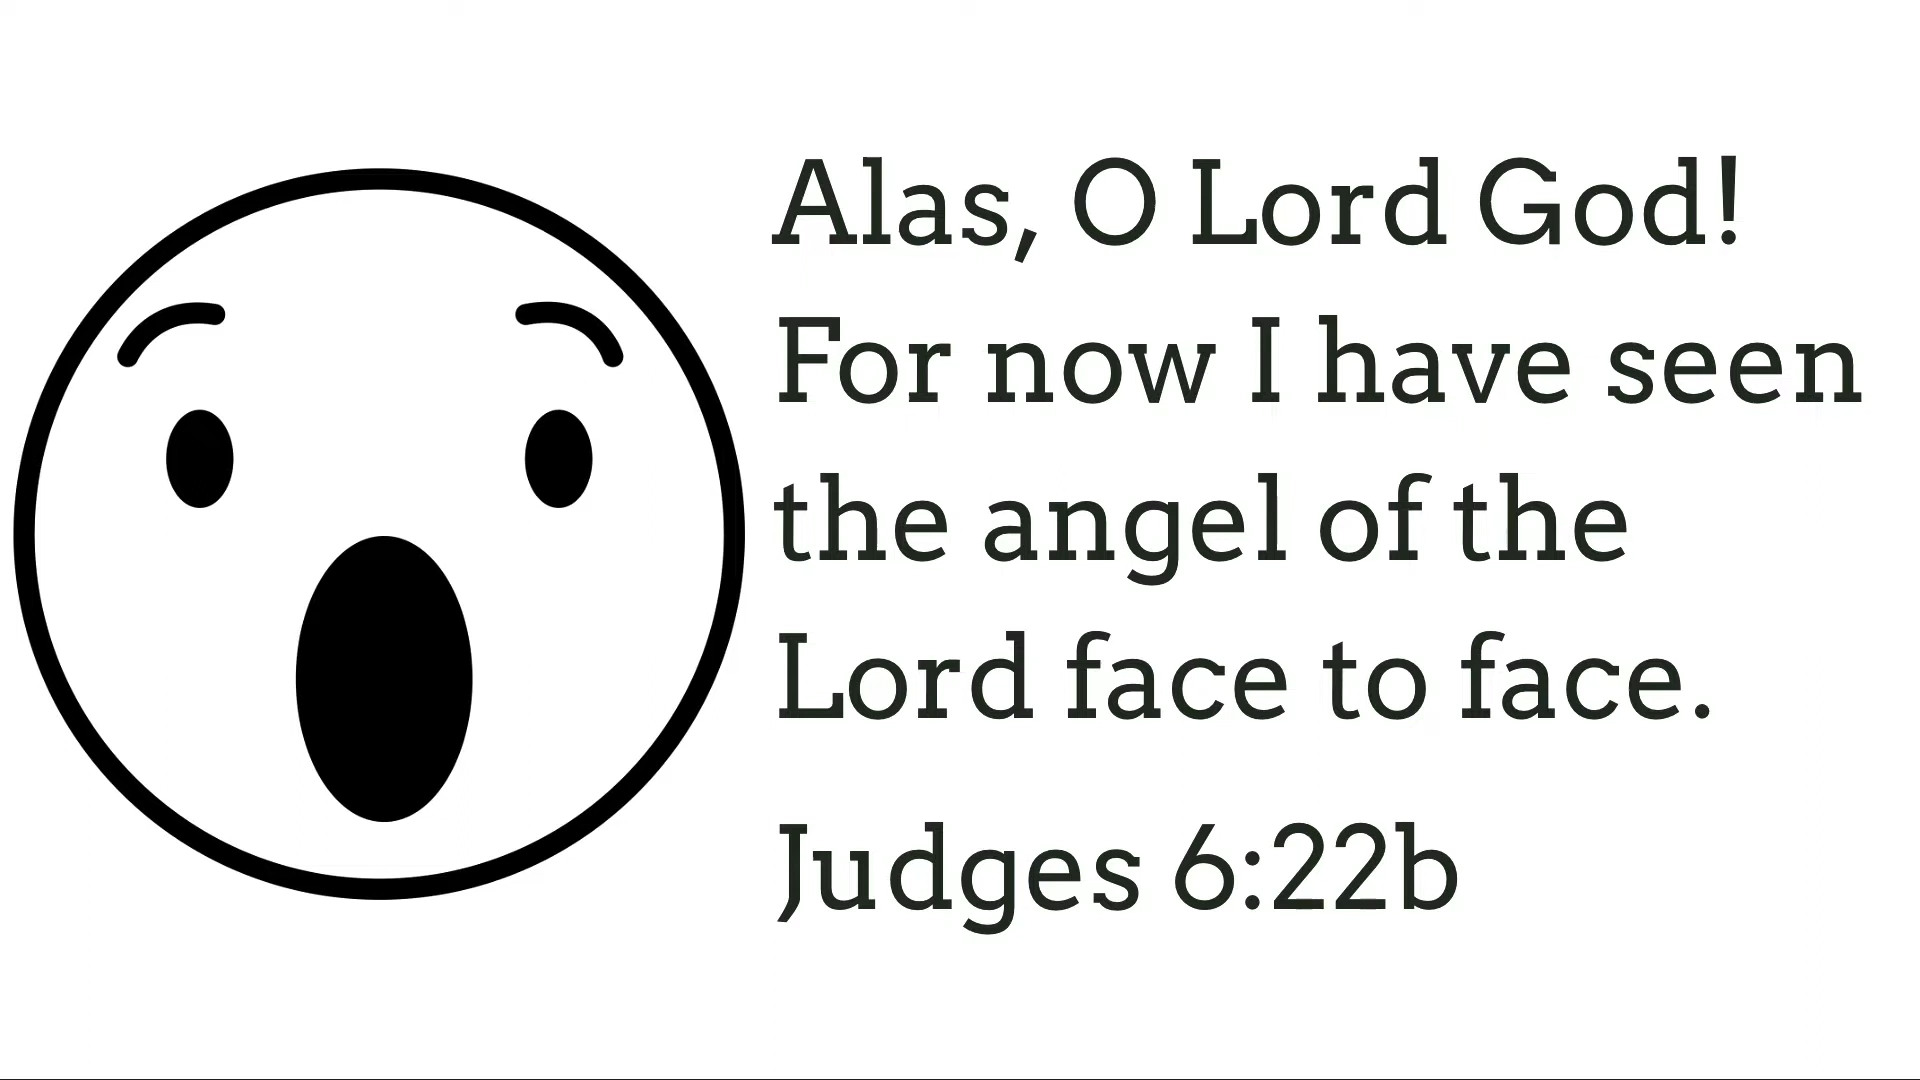 Alas, O Lord God!
For now I have seen
the angel of the
Lord face to face.
Judges 6:22b